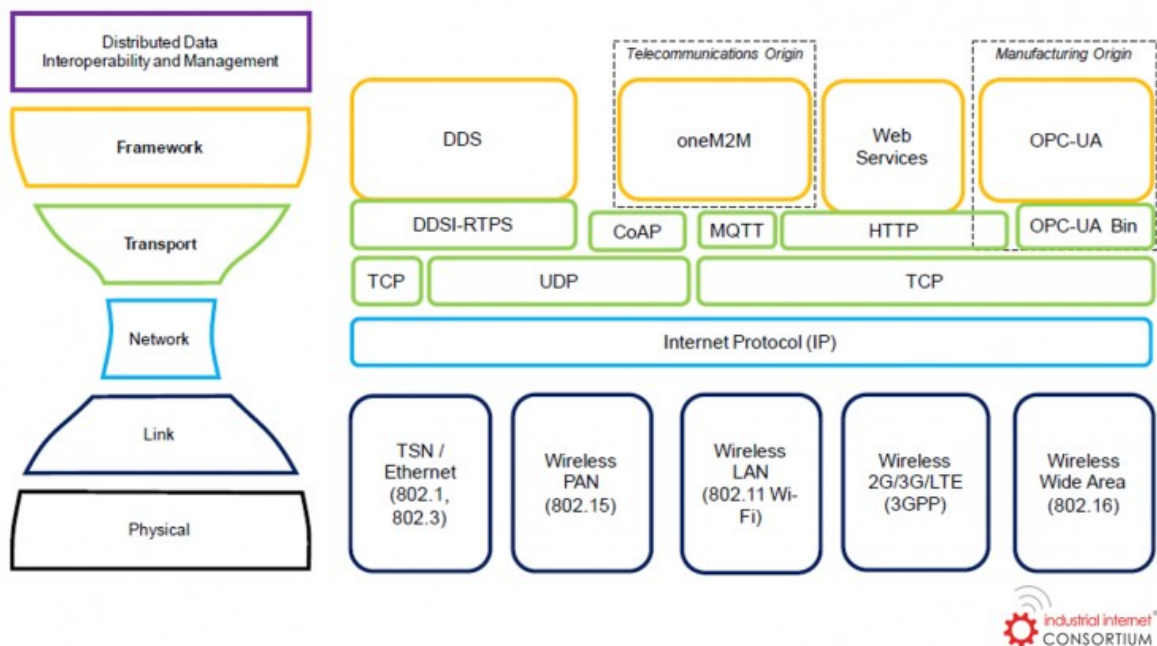 Distributed Data
Interoperability and Management
Framework
Transport
Network
Link
Physical
Telecommunications Origin
Manufacturing Origin
DDS
oneM2M
Web
Services
OPC-UA
DDSI-RTPS
CoAP
MQTT
HTTP
OPC-UA Bin
TCP
UDP
TCP
Internet Protocol (IP)
TSN /
Ethernet
(802.1,
802.3)
Wireless
PAN
(802.15)
Wireless
LAN
(802.11 Wi-
Fi)
Wireless
2G/3G/LTE
(3GPP)
Wireless
Wide Area
(802.16)
industrial internet
CONSORTIUM